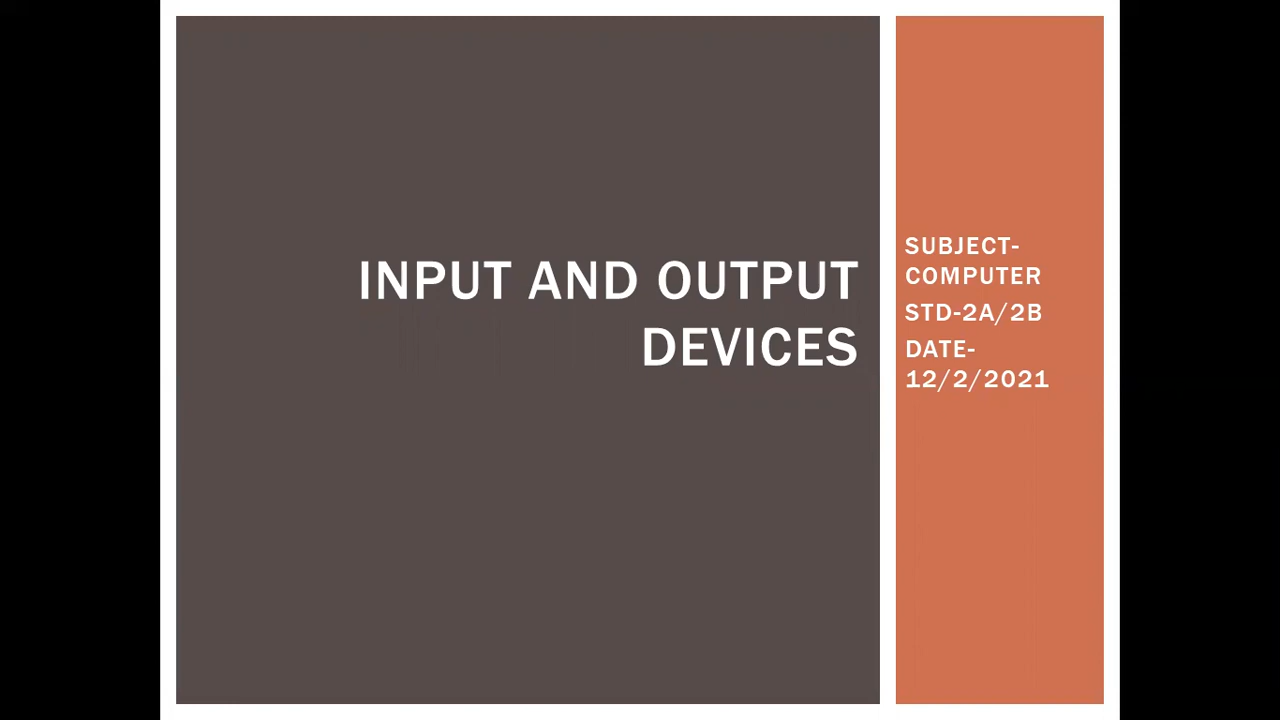 INPUT AND OUTPUT
DEVICES
SUBJECT-
COMPUTER
STD-2A/2B
DATE-
12/2/2021